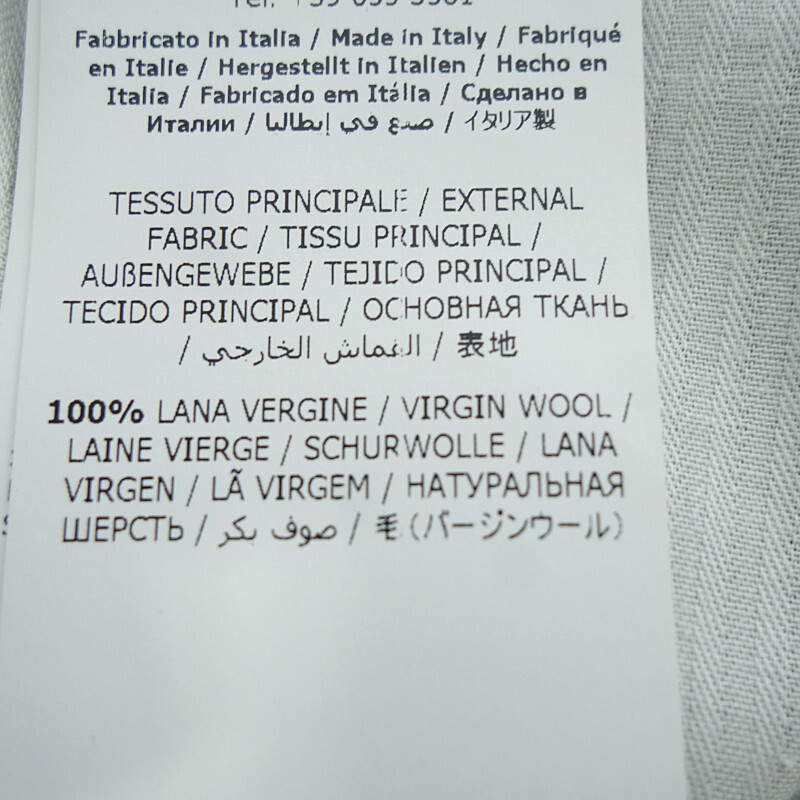 Fabbricato in Italia / Made in Italy / Fabriqué
en Italie / Hergestellt in Italien / Hecho en
Italia / Fabricado em Itália / Сделано в
Италии / صنع في إيطاليا / イタリア製
TESSUTO PRINCIPALE / EXTERNAL
FABRIC / TISSU PRINCIPAL /
AUßENGEWEBE / TEJIDO PRINCIPAL /
TECIDO PRINCIPAL / ОСНОВНАЯ ТКАНЬ
/ القماش الخارجي / 表地
100% LANA VERGINE / VIRGIN WOOL /
LAINE VIERGE / SCHURWOLLE / LANA
VIRGEN / LÃ VIRGEM / НАТУРАЛЬНАЯ
ШЕРСТЬ / صوف بكر / 毛(バージンウール)